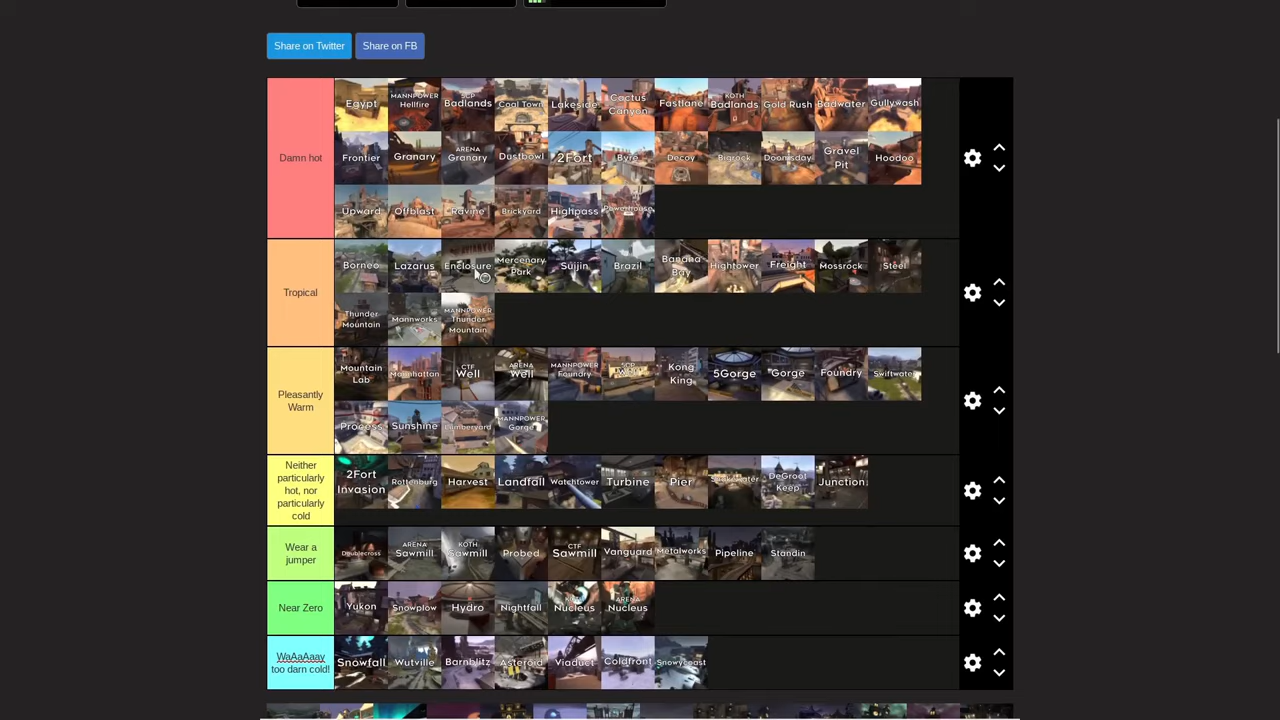 Share on Twitter Share on FB
Damn hot
Egypt
MANNPOWER
Hellfire
5CP
Badlands
Coal Town
Lakeside
Cactus
Canyon
Fastlane
KOTH
Badlands
Gold Rush
Badwater
Gullywash
Frontier
Granary
ARENA
Granary
Dustbowl
2Fort
Byre
Decoy
Bigrock
Doomsday
Gravel
Pit
Hoodoo
Upward
Offblast
Ravine
Brickyard
Highpass
Powerhouse
Tropical
Borneo
Lazarus
Enclosure
Mercenary
Park
Suijin
Brazil
Banana
Bay
Hightower
Freight
Mossrock
Steel
Thunder
Mountain
Mannworks
MANNPOWER
Thunder
Mountain
Pleasantly
Warm
Mountain
Lab
Mannhattan
CTF
Well
ARENA
Well
MANNPOWER
Foundry
5CP
Kong
King
5Gorge
Gorge
Foundry
Swiftwater
Process
Sunshine
Lumberyard
MANNPOWER
Gorge
Neither
particularly
hot, nor
particularly
cold
2Fort
Invasion
Rottenburg
Harvest
Landfall
Watchtower
Turbine
Pier
DeGroot
Keep
Junction
Wear a
jumper
Doublecross
ARENA
Sawmill
KOTH
Sawmill
Probed
CTF
Sawmill
Vanguard
Metalworks
Pipeline
Standin
Near Zero
Yukon
Snowplow
Hydro
Nightfall
KOTH
Nucleus
ARENA
Nucleus
WaAaAaay
too darn cold!
Snowfall
Wutville
Barnblitz
Asteroid
Viaduct
Coldfront
Snowycoast